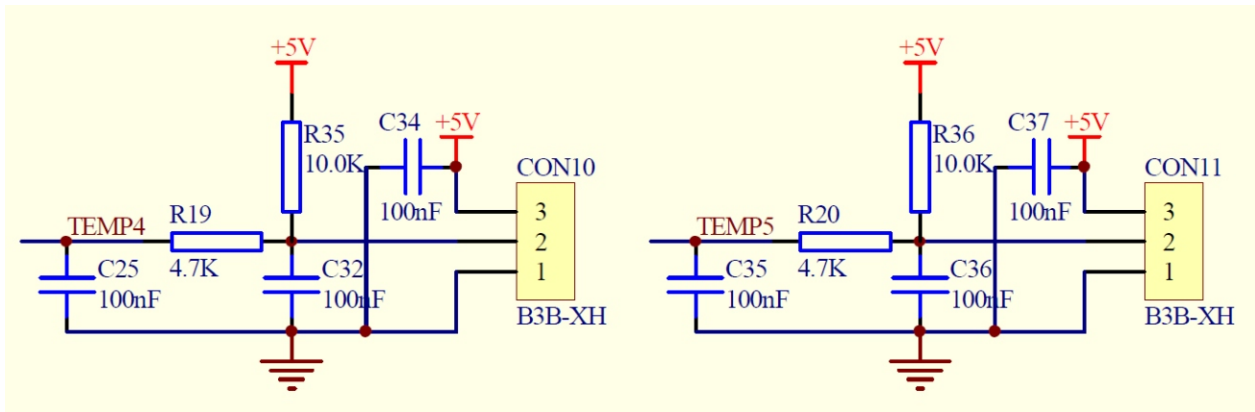 +5V
R35
10.0K
C34
+5V
100nF
CON10
3
2
1
B3B-XH
TEMP4
R19
4.7K
C25
100nF
C32
100nF
+5V
R36
10.0K
C37
+5V
100nF
CON11
3
2
1
B3B-XH
TEMP5
R20
4.7K
C35
100nF
C36
100nF